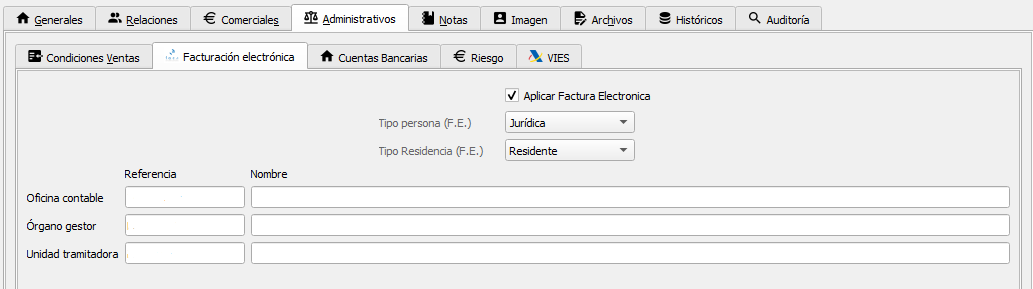 Generales Relaciones Comerciales Administrativos Notas Imagen Archivos Históricos Auditoría
Condiciones Ventas Facturación electrónica Cuentas Bancarias Riesgo VIES
Aplicar Factura Electronica
Tipo persona (F.E.) Jurídica
Tipo Residencia (F.E.) Residente
Referencia Nombre
Oficina contable
Órgano gestor
Unidad tramitadora